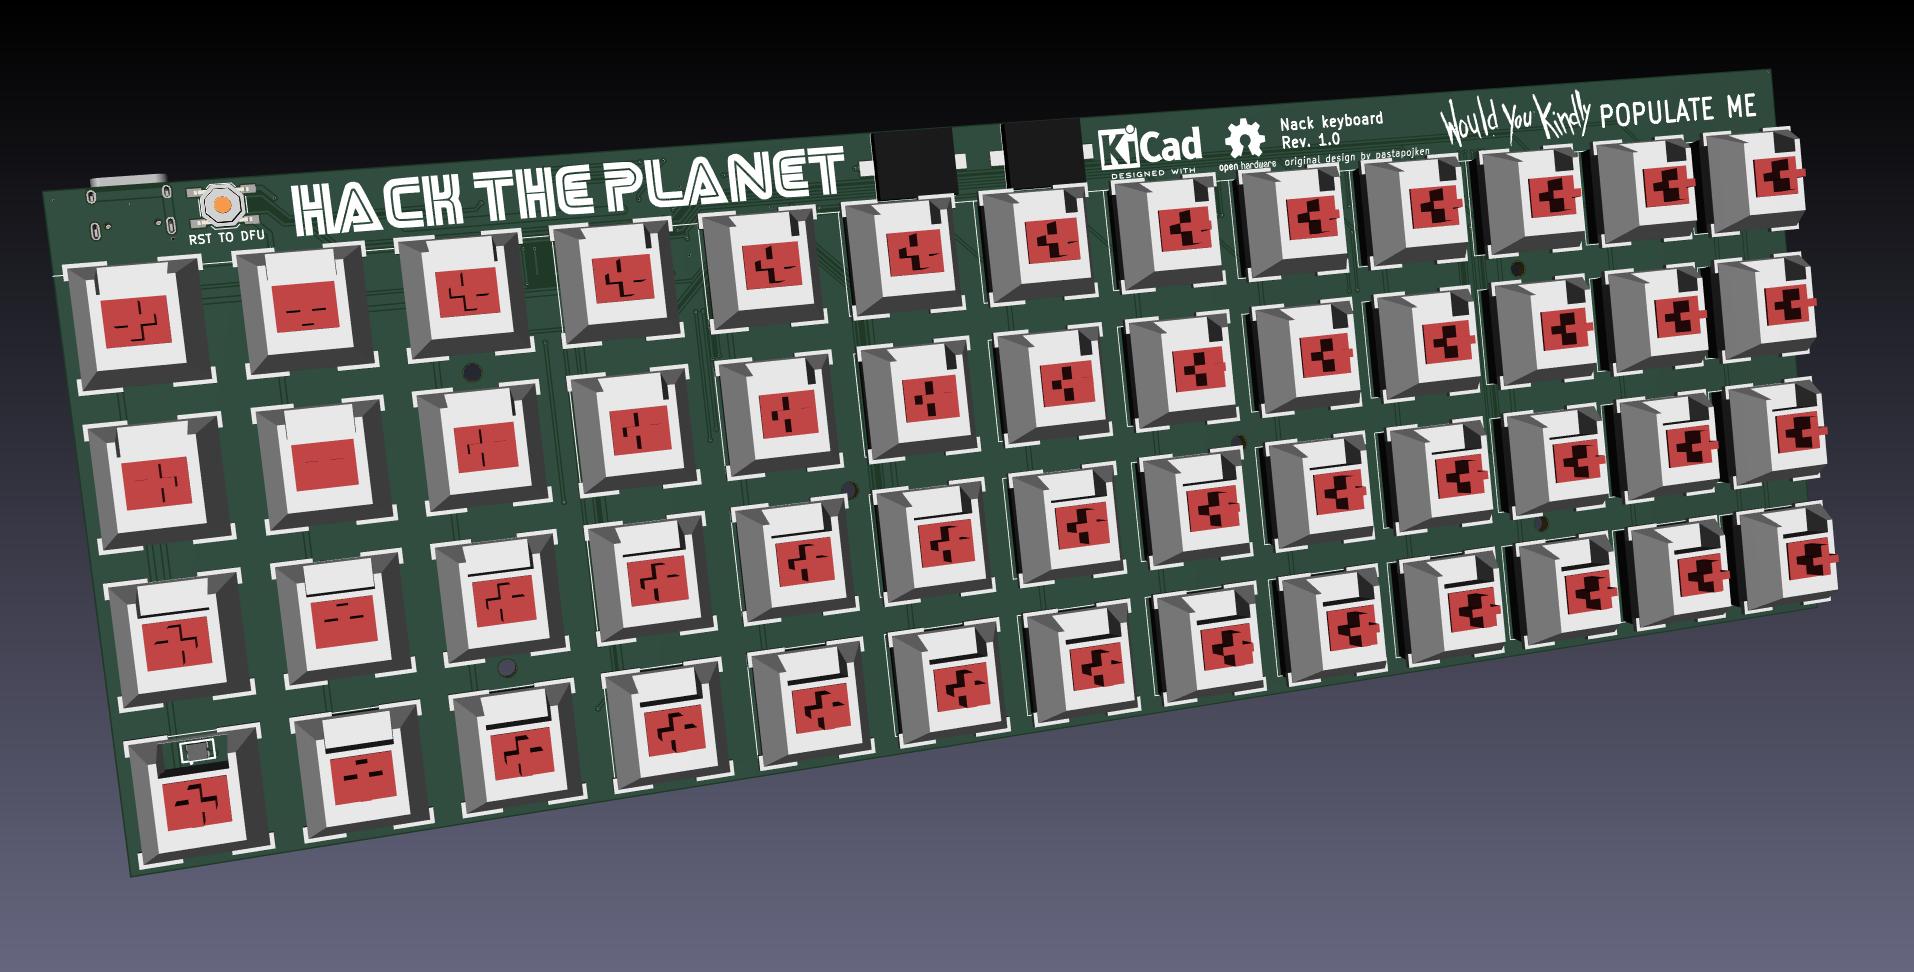 HACK THE PLANET
RST TO DFU
KiCad
DESIGNED WITH
open hardware
Nack keyboard
Rev. 1.0
original design by pastapojken
Would You Kindly POPULATE ME